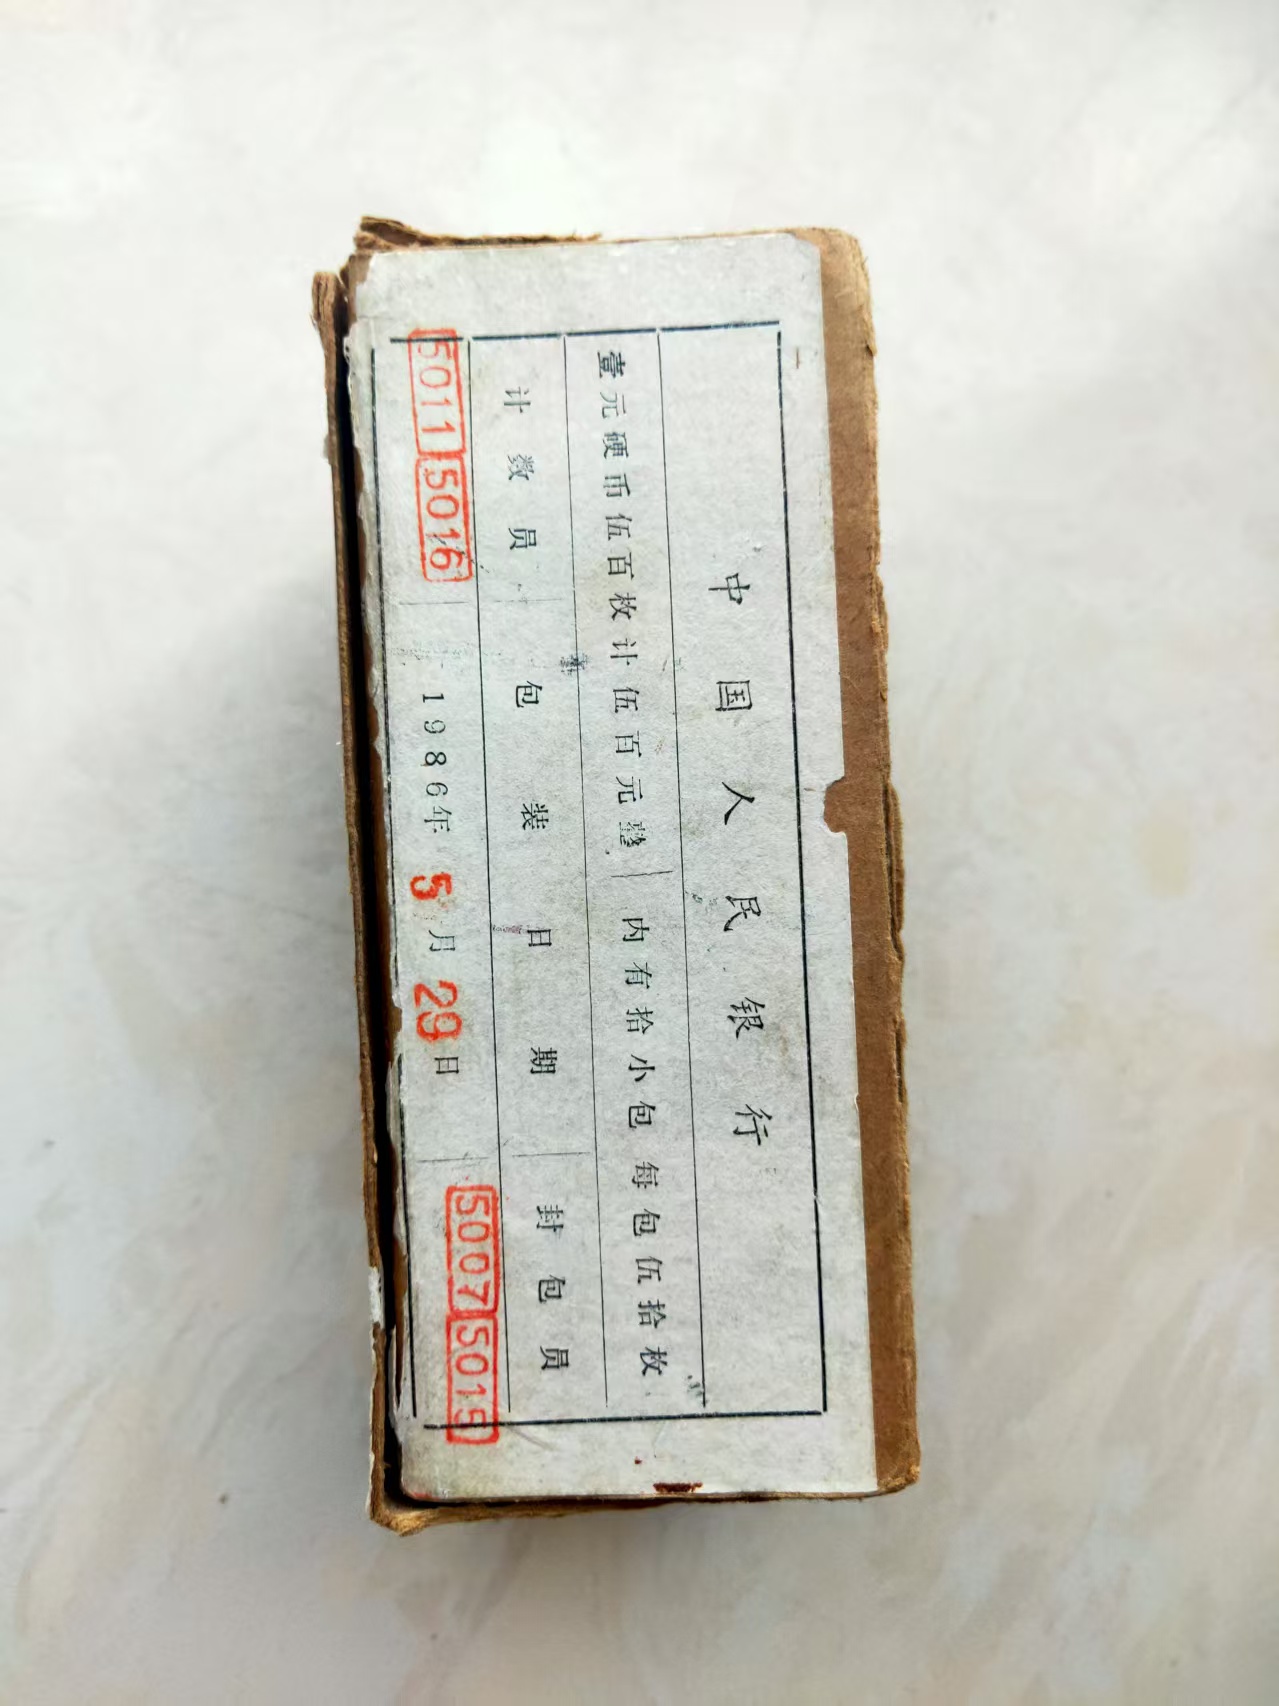 中国人民银行
壹元硬币伍百枚计伍百元整 内有拾小包每包伍拾枚
计数员 包装日期 封包员
5011 5016 1986年5月29日 5007 5015